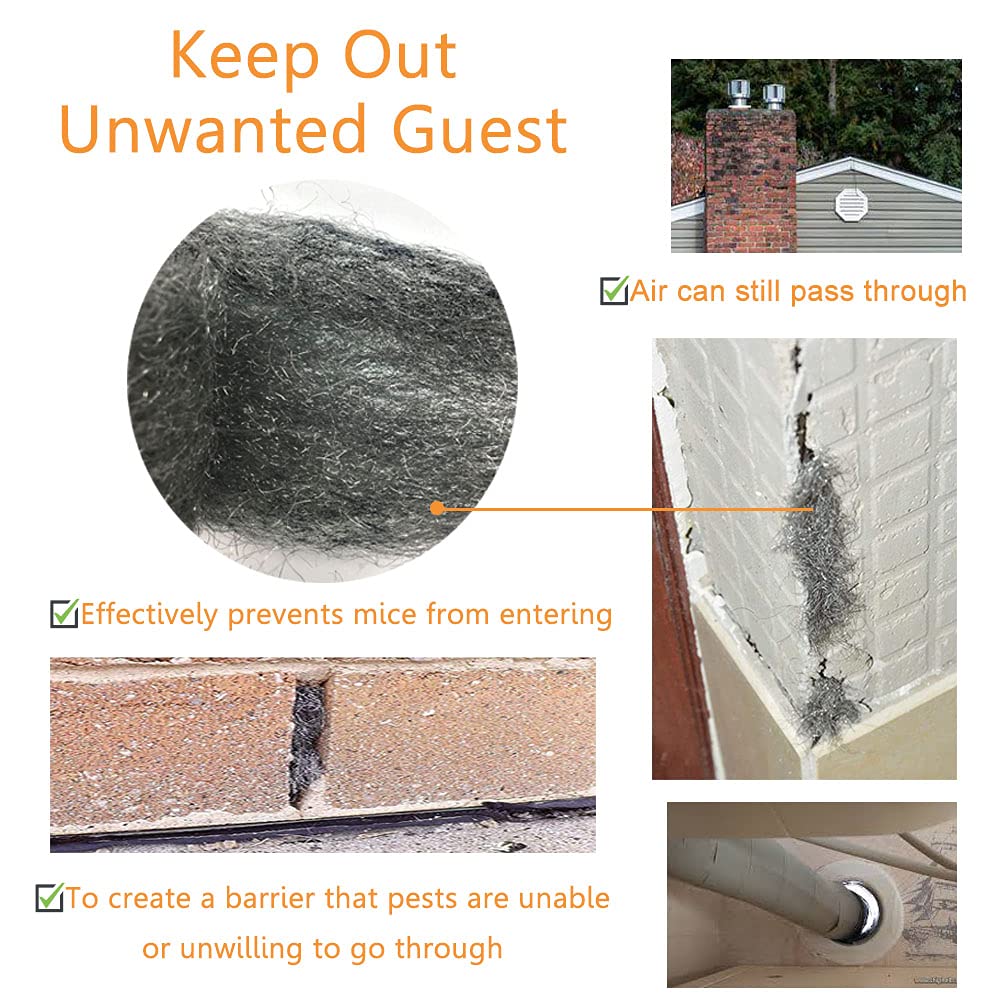 Keep Out
Unwanted Guest
Air can still pass through
Effectively prevents mice from entering
To create a barrier that pests are unable
or unwilling to go through